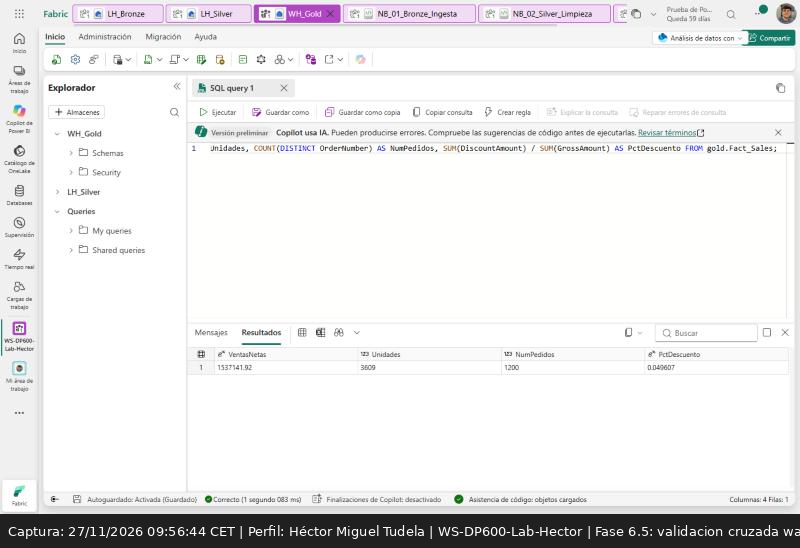 Fabric
LH_Bronze
LH_Silver
WH_Gold
NB_01_Bronze_Ingesta
NB_02_Silver_Limpieza
Prueba de Po...
Queda 59 días
Inicio
Administración
Migración
Ayuda
Análisis de datos con
Compartir
Inicio
Áreas de trabajo
Copilot de Power BI
Catálogo de OneLake
Databases
Supervisión
Tiempo real
Cargas de trabajo
WS-DP600-Lab-Hector
Mi área de trabajo
Fabric
Explorador
+ Almacenes
WH_Gold
Schemas
Security
LH_Silver
Queries
My queries
Shared queries
SQL query 1
Ejecutar
Guardar como
Guardar como copia
Copiar consulta
Crear regla
Explicar la consulta
Reparar errores de consulta
Versión preliminar
Copilot usa IA. Pueden producirse errores. Compruebe las sugerencias de código antes de ejecutarlas. Revisar términos
1 Unidades, COUNT(DISTINCT OrderNumber) AS NumPedidos, SUM(DiscountAmount) / SUM(GrossAmount) AS PctDescuento FROM gold.Fact_Sales;
Mensajes
Resultados
Buscar
VentasNetas 123 Unidades 123 NumPedidos PctDescuento
1 1537141.92 3609 1200 0.049607
Autoguardado: Activada (Guardado)
Correcto (1 segundo 083 ms)
Finalizaciones de Copilot: desactivado
Asistencia de código: objetos cargados
Columnas: 4 Filas: 1
Captura: 27/11/2026 09:56:44 CET | Perfil: Héctor Miguel Tudela | WS-DP600-Lab-Hector | Fase 6.5: validacion cruzada wa